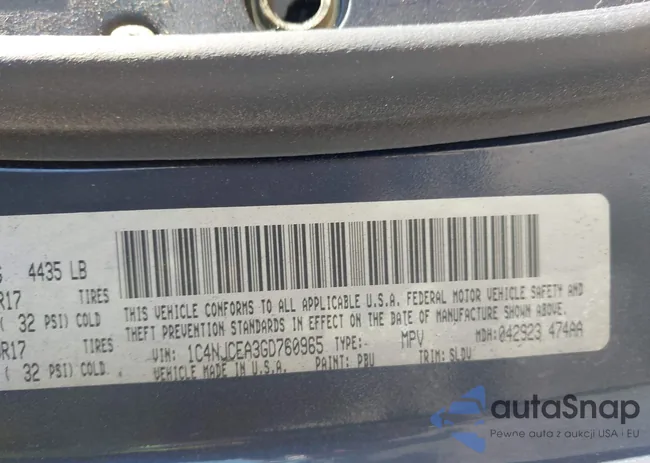 4435 LB
R17 TIRES
( 32 PSI) COLD
R17 TIRES
( 32 PSI) COLD.
THIS VEHICLE CONFORMS TO ALL APPLICABLE U.S.A. FEDERAL MOTOR VEHICLE SAFETY AND
THEFT PREVENTION STANDARDS IN EFFECT ON THE DATE OF MANUFACTURE SHOWN ABOVE.
VIN: 1C4NJCEA3GD760965 TYPE: MPV MDH: 042923 474AA
VEHICLE MADE IN U.S.A. PAINT: PBU TRIM: SLDV
autaSnap
Pewne auta z aukcji USA i EU